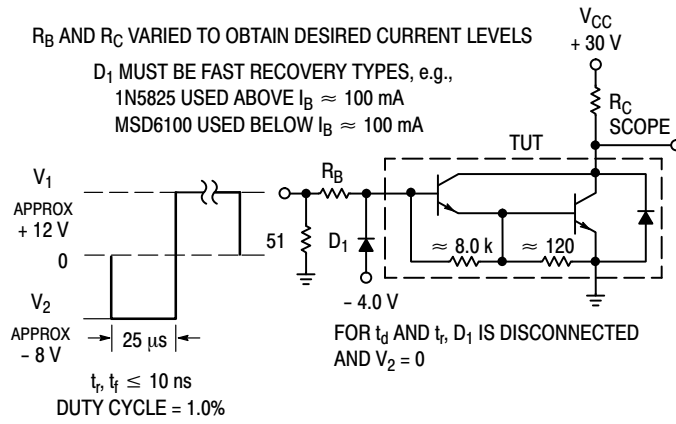 R_B AND R_C VARIED TO OBTAIN DESIRED CURRENT LEVELS
D_1 MUST BE FAST RECOVERY TYPES, e.g.,
1N5825 USED ABOVE I_B ≈ 100 mA
MSD6100 USED BELOW I_B ≈ 100 mA
V_CC
+ 30 V
R_C
SCOPE
TUT
R_B
V_1
APPROX
+ 12 V
51
D_1
≈ 8.0 k
≈ 120
0
– 4.0 V
V_2
APPROX
– 8 V
25 μs
FOR t_d AND t_r, D_1 IS DISCONNECTED
AND V_2 = 0
t_r, t_f ≤ 10 ns
DUTY CYCLE = 1.0%